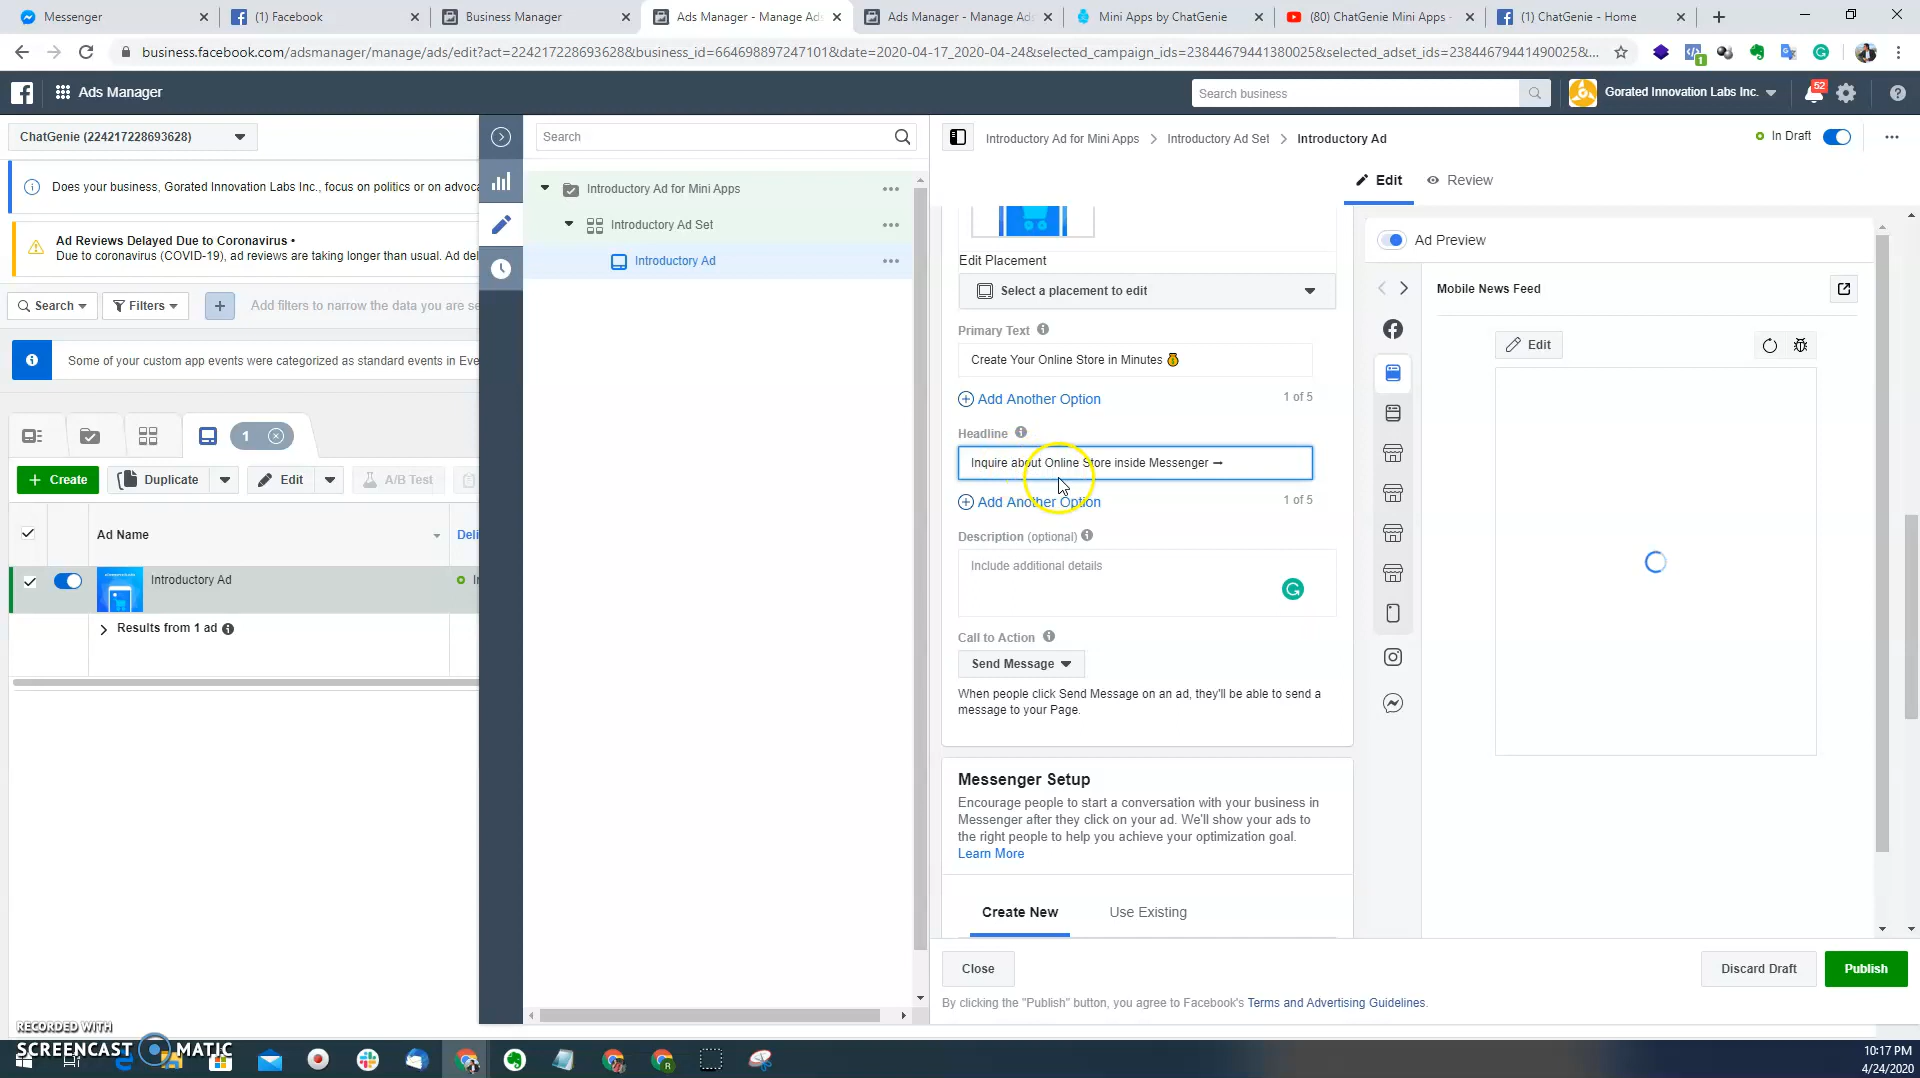 Messenger
(1) Facebook
Business Manager
Ads Manager - Manage Ads
Ads Manager - Manage Ads
Mini Apps by ChatGenie
(80) ChatGenie Mini Apps -
(1) ChatGenie - Home
business.facebook.com/adsmanager/manage/ads/edit?act=224217228693628&business_id=664698897247101&date=2020-04-17_2020-04-24&selected_campaign_ids=23844679441380025&selected_adset_ids=23844679441490025&...
Ads Manager
Search business
Gorated Innovation Labs Inc.
52
ChatGenie (224217228693628)
Search
Introductory Ad for Mini Apps
Introductory Ad Set
Introductory Ad
In Draft
Does your business, Gorated Innovation Labs Inc., focus on politics or on advoca
Introductory Ad for Mini Apps
Edit
Review
Ad Reviews Delayed Due to Coronavirus •
Due to coronavirus (COVID-19), ad reviews are taking longer than usual. Ad del
Introductory Ad Set
Introductory Ad
Ad Preview
Edit Placement
Select a placement to edit
Mobile News Feed
Search
Filters
Add filters to narrow the data you are se
Primary Text
Create Your Online Store in Minutes 💰
Edit
Some of your custom app events were categorized as standard events in Eve
Add Another Option
1 of 5
Headline
Inquire about Online Store inside Messenger →
Add Another Option
1 of 5
1
Create
Duplicate
Edit
A/B Test
Ad Name
Deli
Description (optional)
Include additional details
Introductory Ad
Results from 1 ad
Call to Action
Send Message
When people click Send Message on an ad, they'll be able to send a
message to your Page.
Messenger Setup
Encourage people to start a conversation with your business in
Messenger after they click on your ad. We'll show your ads to
the right people to help you achieve your optimization goal.
Learn More
Create New
Use Existing
Close
Discard Draft
Publish
By clicking the "Publish" button, you agree to Facebook's Terms and Advertising Guidelines.
RECORDED WITH
SCREENCAST MATIC
10:17 PM
4/24/2020